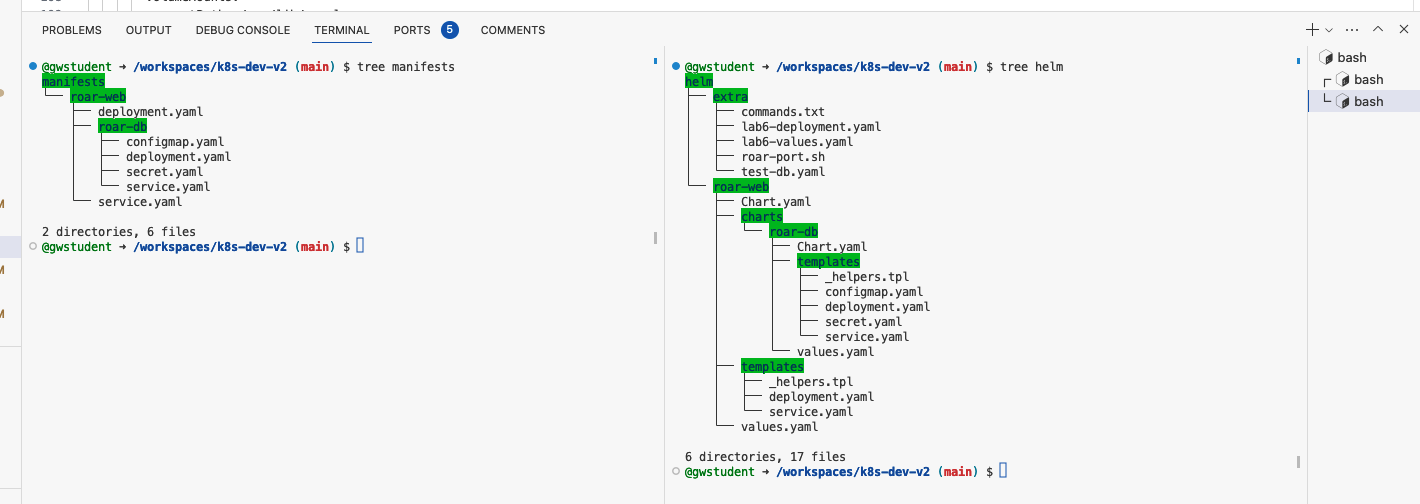 PROBLEMS OUTPUT DEBUG CONSOLE TERMINAL PORTS 5 COMMENTS
@gwstudent ➜ /workspaces/k8s-dev-v2 (main) $ tree manifests
manifests
└── roar-web
    ├── deployment.yaml
    ├── roar-db
    │   ├── configmap.yaml
    │   ├── deployment.yaml
    │   ├── secret.yaml
    │   └── service.yaml
    └── service.yaml
2 directories, 6 files
@gwstudent ➜ /workspaces/k8s-dev-v2 (main) $
@gwstudent ➜ /workspaces/k8s-dev-v2 (main) $ tree helm
helm
├── extra
│   ├── commands.txt
│   ├── lab6-deployment.yaml
│   ├── lab6-values.yaml
│   ├── roar-port.sh
│   └── test-db.yaml
└── roar-web
    ├── Chart.yaml
    ├── charts
    │   └── roar-db
    │       ├── Chart.yaml
    │       ├── templates
    │       │   ├── _helpers.tpl
    │       │   ├── configmap.yaml
    │       │   ├── deployment.yaml
    │       │   ├── secret.yaml
    │       │   └── service.yaml
    │       └── values.yaml
    ├── templates
    │   ├── _helpers.tpl
    │   ├── deployment.yaml
    │   └── service.yaml
    └── values.yaml
6 directories, 17 files
@gwstudent ➜ /workspaces/k8s-dev-v2 (main) $
bash
bash
bash